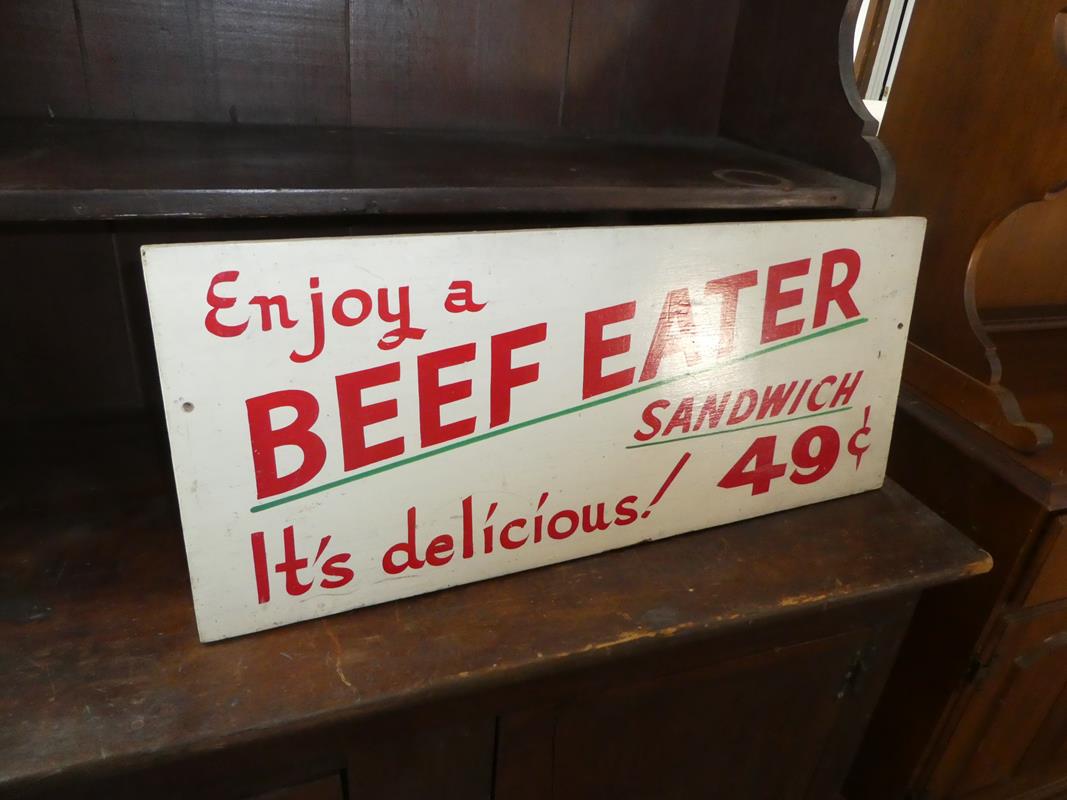 Enjoy a
BEEF EATER
SANDWICH
It's delicious! 49¢